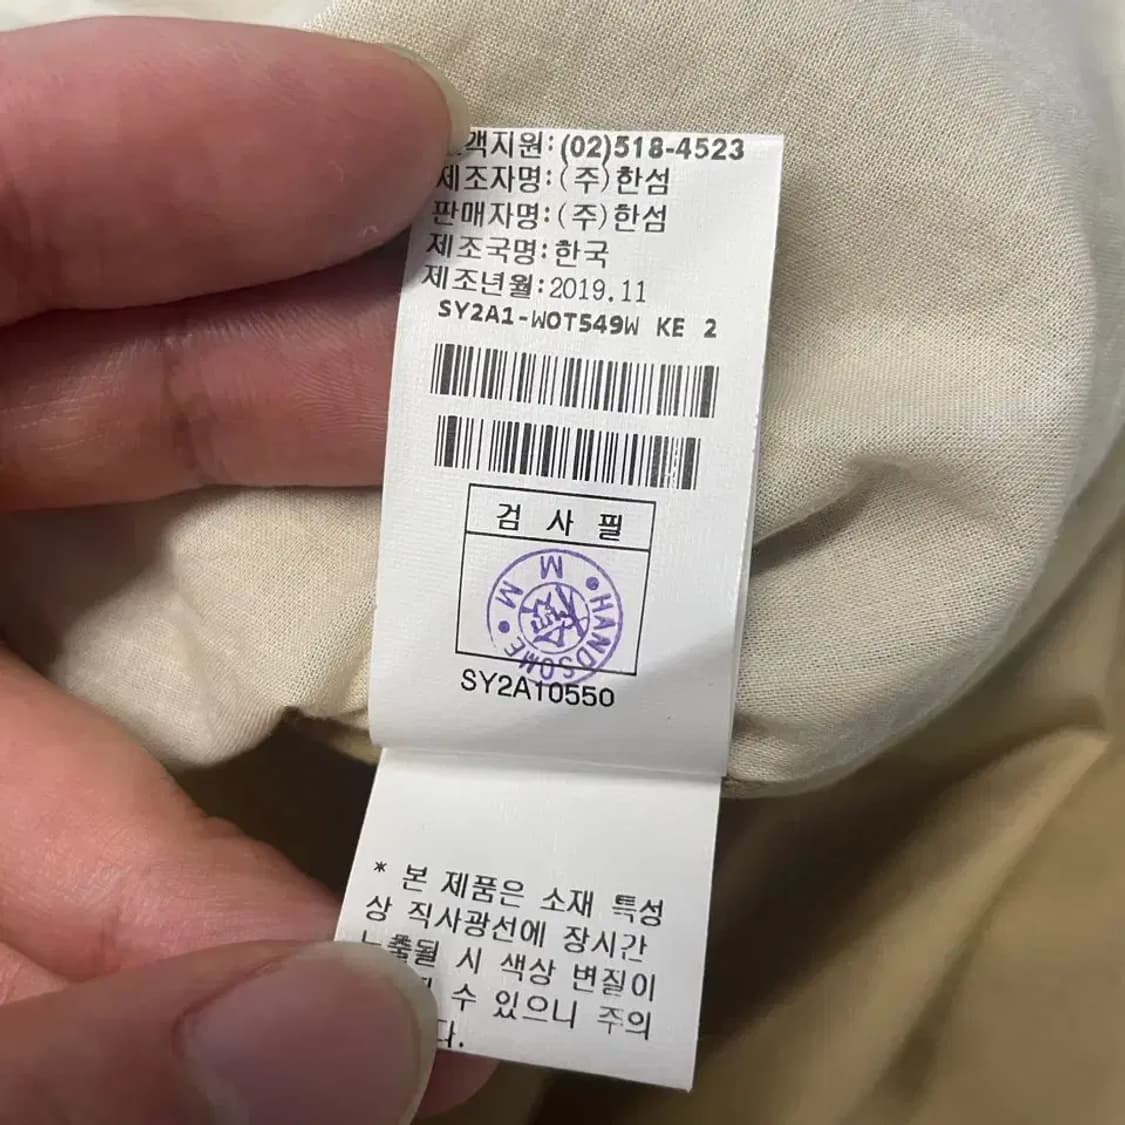 객지원: (02)518-4523
제조자명: (주)한섬
판매자명: (주)한섬
제조국명: 한국
제조년월: 2019.11
SY2A1-WOT549W KE 2
검 사 필
M M • HANDSOME •
SY2A10550
* 본 제품은 소재 특성
상 직사광선에 장시간
노출될 시 색상 변질이
수 있으니 주의
다.